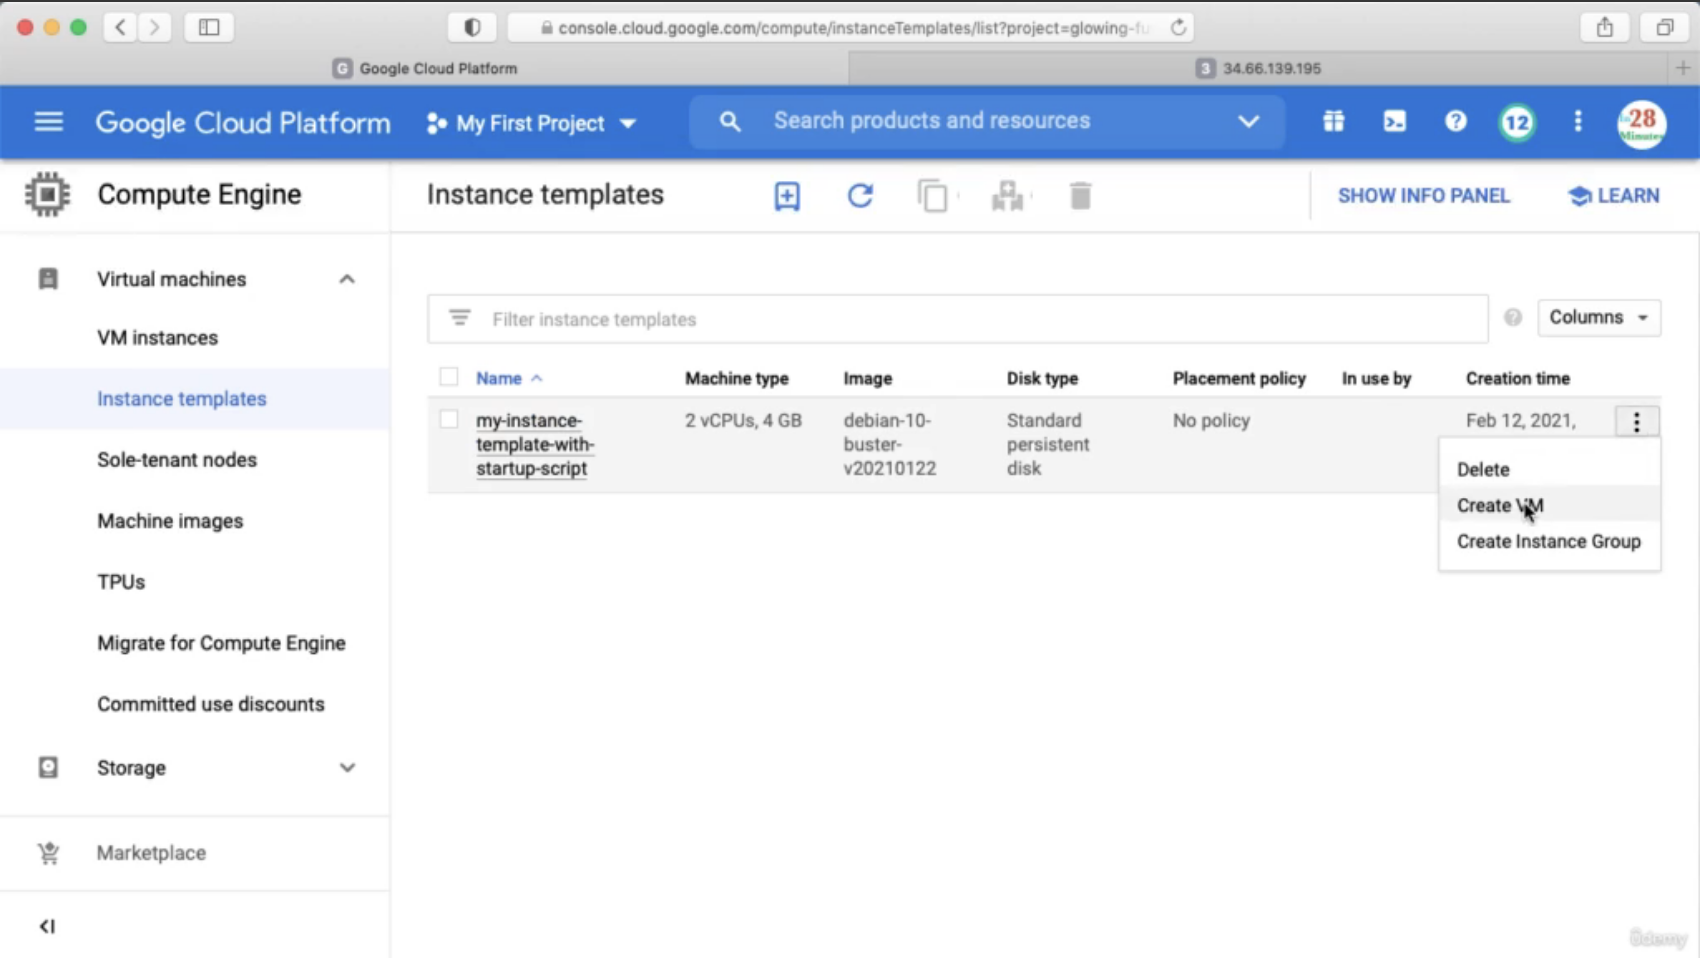 console.cloud.google.com/compute/instanceTemplates/list?project=glowing-fu
G Google Cloud Platform
3 34.66.139.195
Google Cloud Platform
My First Project
Search products and resources
12
28
Minutes
Compute Engine
Instance templates
SHOW INFO PANEL
LEARN
Virtual machines
VM instances
Instance templates
Sole-tenant nodes
Machine images
TPUs
Migrate for Compute Engine
Committed use discounts
Storage
Marketplace
Filter instance templates
Columns
Name
Machine type
Image
Disk type
Placement policy
In use by
Creation time
my-instance-
template-with-
startup-script
2 vCPUs, 4 GB
debian-10-
buster-
v20210122
Standard
persistent
disk
No policy
Feb 12, 2021,
Delete
Create VM
Create Instance Group
ûdemy